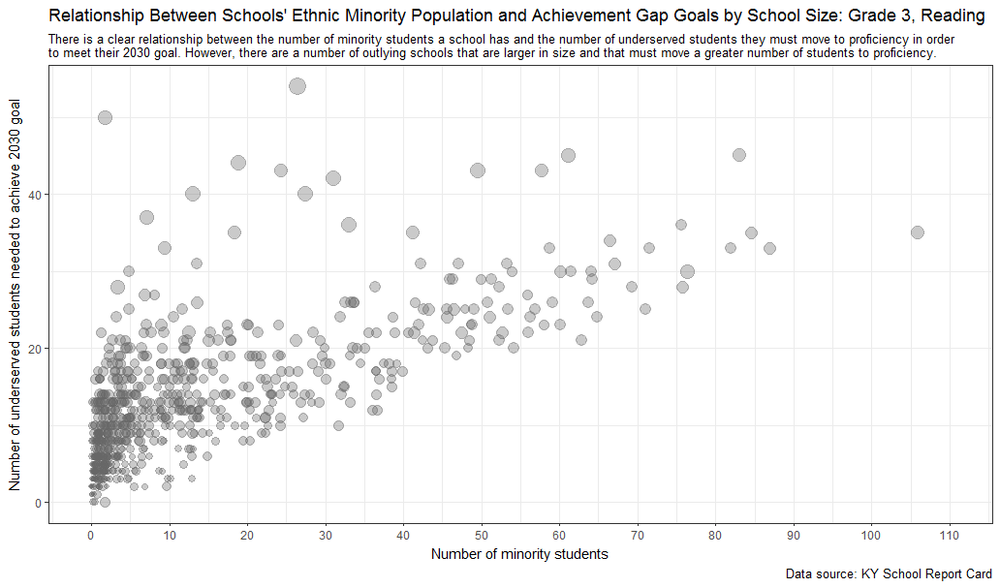 Relationship Between Schools' Ethnic Minority Population and Achievement Gap Goals by School Size: Grade 3, Reading
There is a clear relationship between the number of minority students a school has and the number of underserved students they must move to proficiency in order
to meet their 2030 goal. However, there are a number of outlying schools that are larger in size and that must move a greater number of students to proficiency.
Number of underserved students needed to achieve 2030 goal
40
20
0
0 10 20 30 40 50 60 70 80 90 100 110
Number of minority students
Data source: KY School Report Card